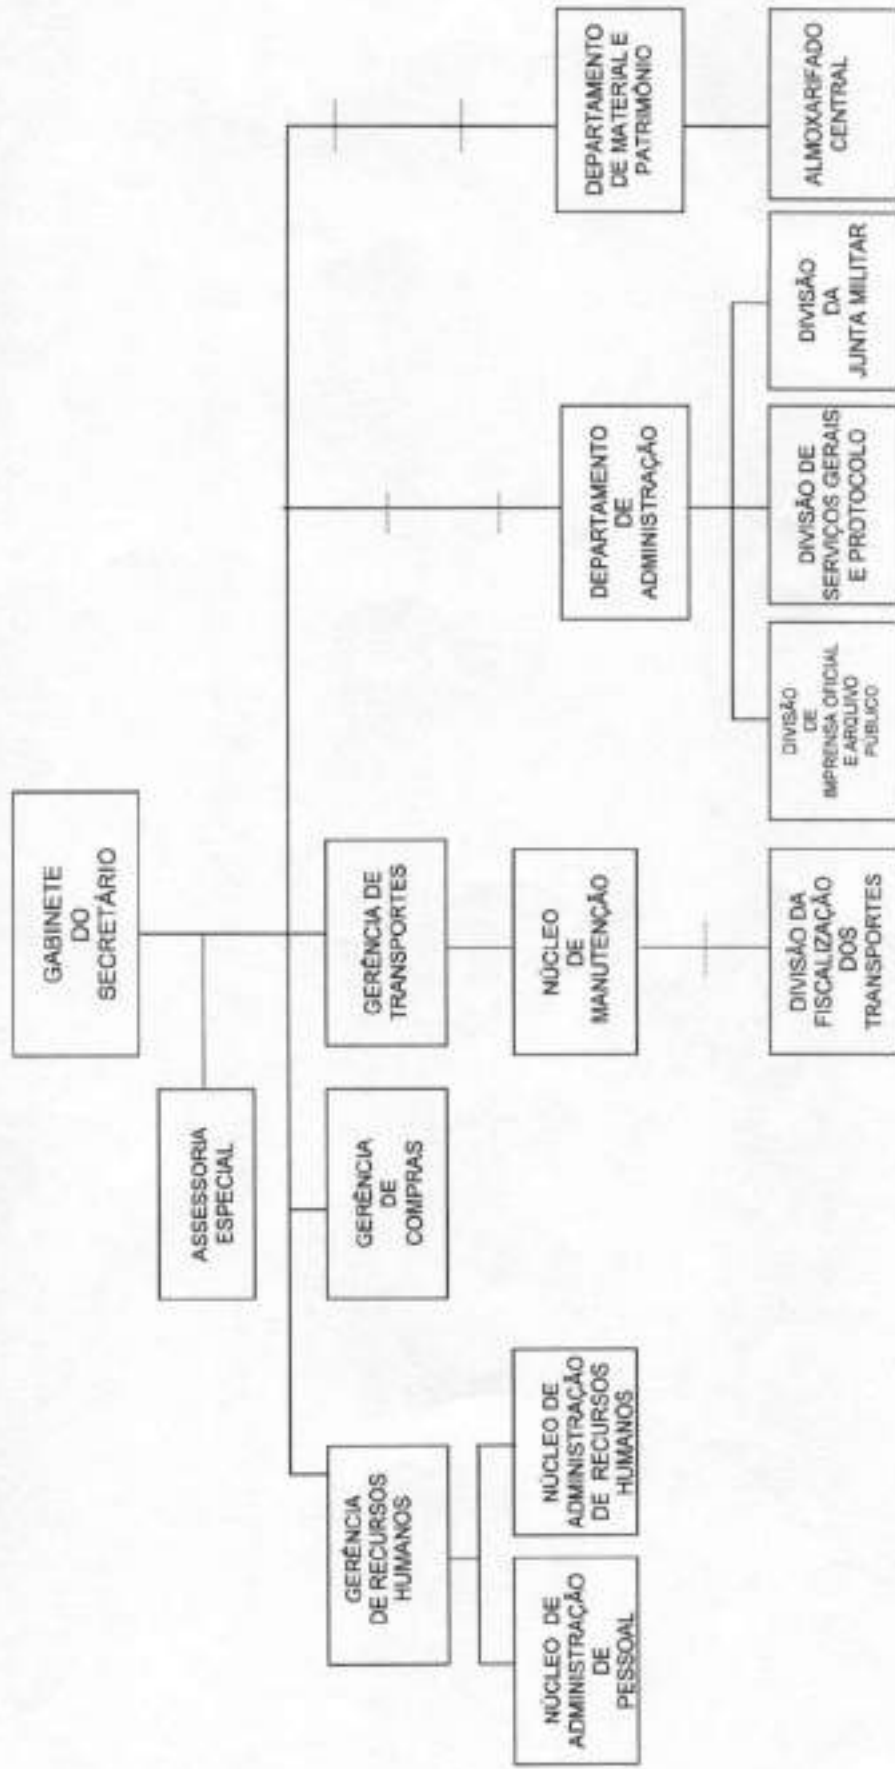 GABINETE
DO
SECRETÁRIO
ASSESSORIA
ESPECIAL
GERÊNCIA
DE RECURSOS
HUMANOS
GERÊNCIA
DE
COMPRAS
GERÊNCIA DE
TRANSPORTES
NÚCLEO DE
ADMINISTRAÇÃO
DE
PESSOAL
NÚCLEO DE
ADMINISTRAÇÃO
DE RECURSOS
HUMANOS
NÚCLEO
DE
MANUTENÇÃO
DEPARTAMENTO
DE
ADMINISTRAÇÃO
DEPARTAMENTO
DE MATERIAL E
PATRIMÔNIO
DIVISÃO DA
FISCALIZAÇÃO
DOS
TRANSPORTES
DIVISÃO
DE
IMPRENSA OFICIAL
E ARQUIVO
PÚBLICO
DIVISÃO DE
SERVIÇOS GERAIS
E PROTOCOLO
DIVISÃO
DA
JUNTA MILITAR
ALMOXARIFADO
CENTRAL